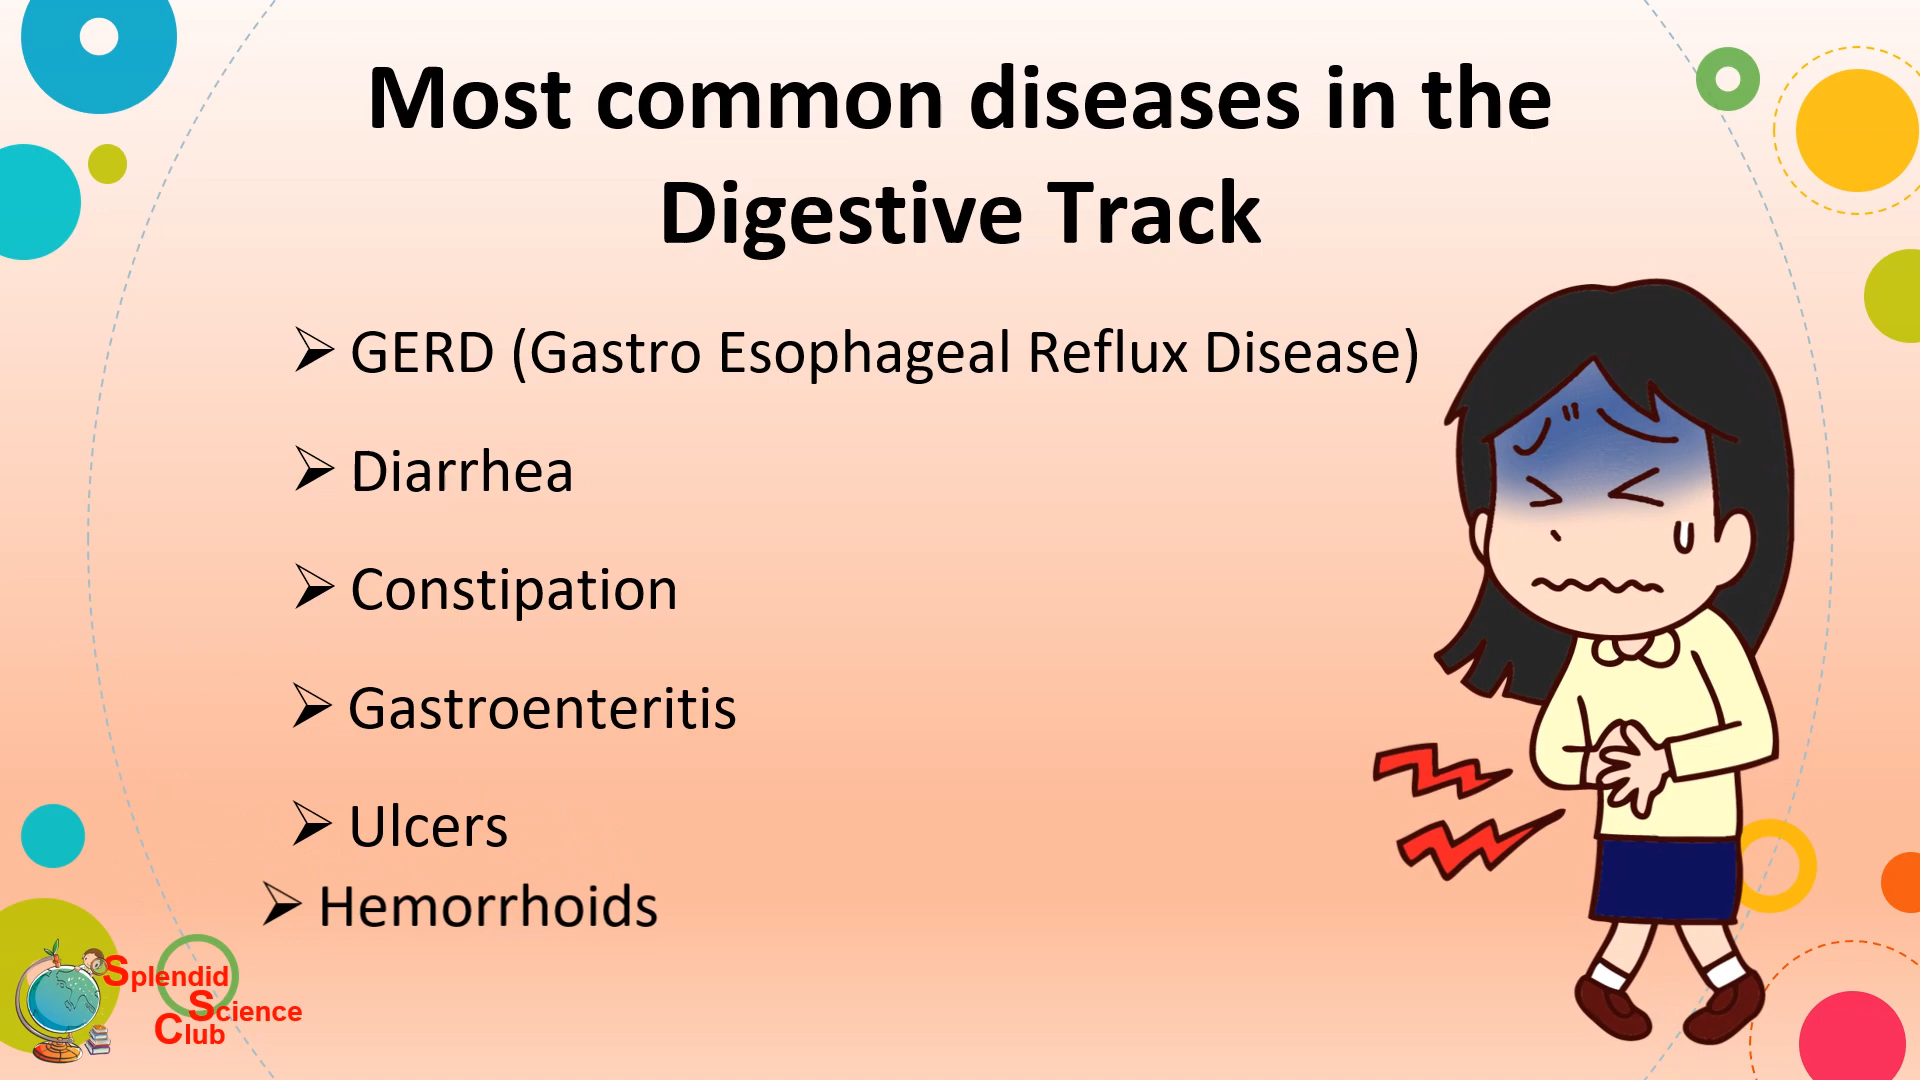 Most common diseases in the
Digestive Track
➢ GERD (Gastro Esophageal Reflux Disease)
➢ Diarrhea
➢ Constipation
➢ Gastroenteritis
➢ Ulcers
➢ Hemorrhoids
Splendid
Science
Club